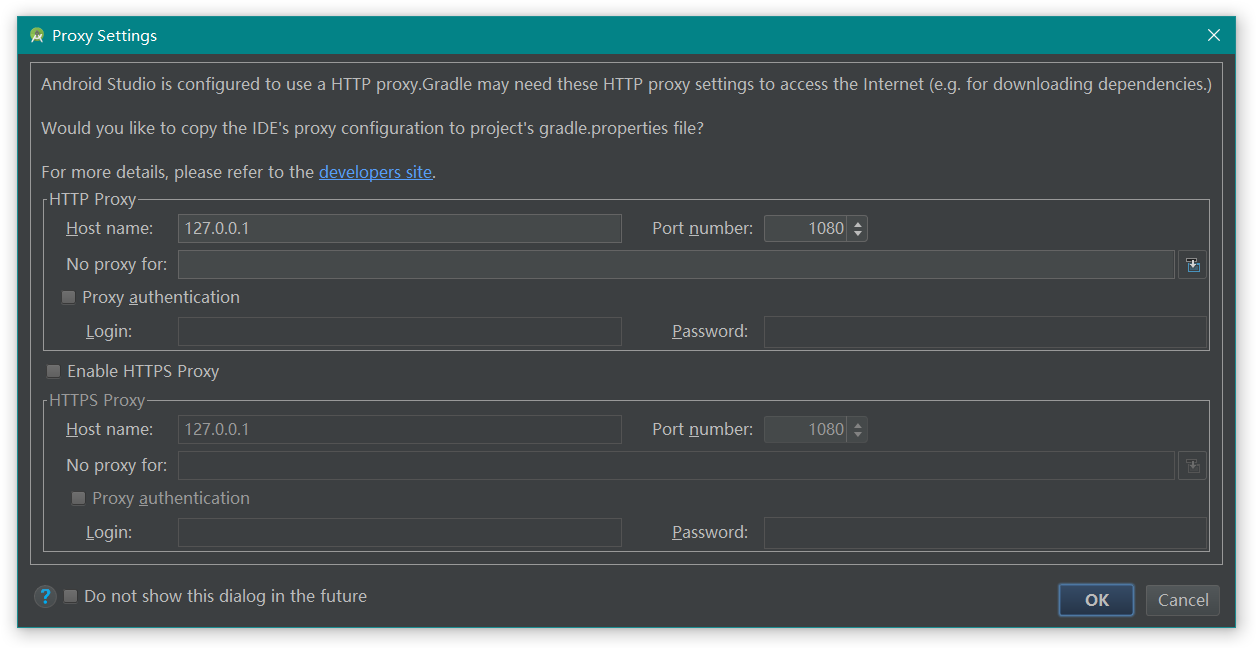 Proxy Settings
Android Studio is configured to use a HTTP proxy.Gradle may need these HTTP proxy settings to access the Internet (e.g. for downloading dependencies.)
Would you like to copy the IDE's proxy configuration to project's gradle.properties file?
For more details, please refer to the developers site.
HTTP Proxy
Host name: 127.0.0.1 Port number: 1080
No proxy for:
Proxy authentication
Login: Password:
Enable HTTPS Proxy
HTTPS Proxy
Host name: 127.0.0.1 Port number: 1080
No proxy for:
Proxy authentication
Login: Password:
? Do not show this dialog in the future OK Cancel